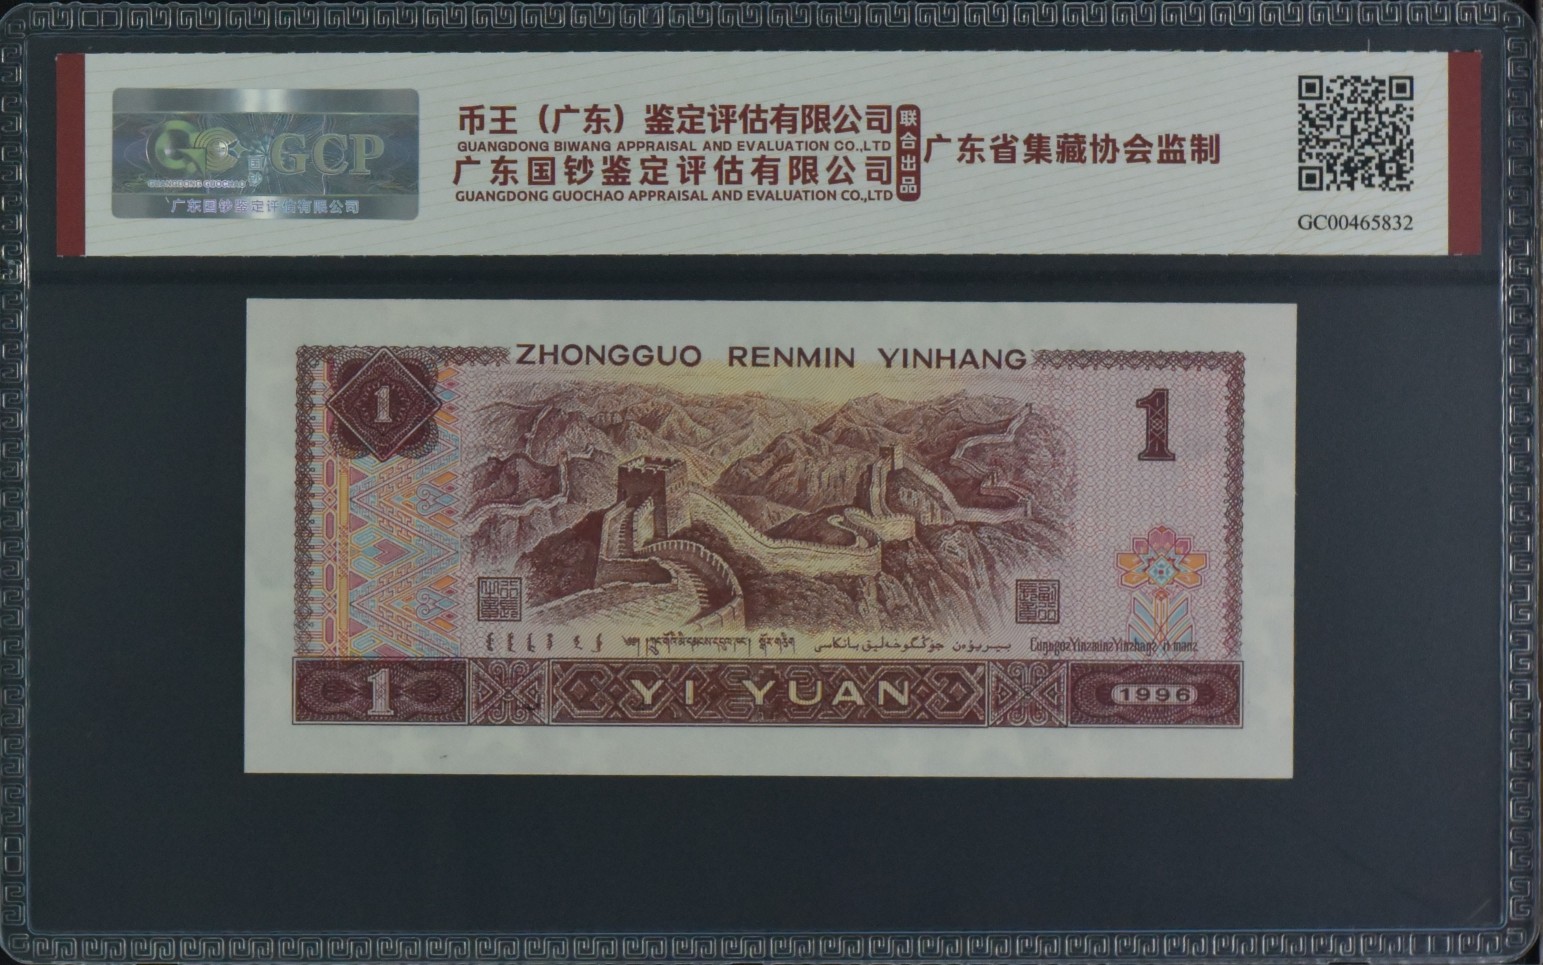 GCP
GUANGDONG GUOCHAO
广东国钞鉴定评估有限公司
币王（广东）鉴定评估有限公司
GUANGDONG BIWANG APPRAISAL AND EVALUATION CO.,LTD
广东国钞鉴定评估有限公司
GUANGDONG GUOCHAO APPRAISAL AND EVALUATION CO.,LTD
联合出品
广东省集藏协会监制
GC00465832
ZHONGGUO RENMIN YINHANG
1
1
YI YUAN
1
1996